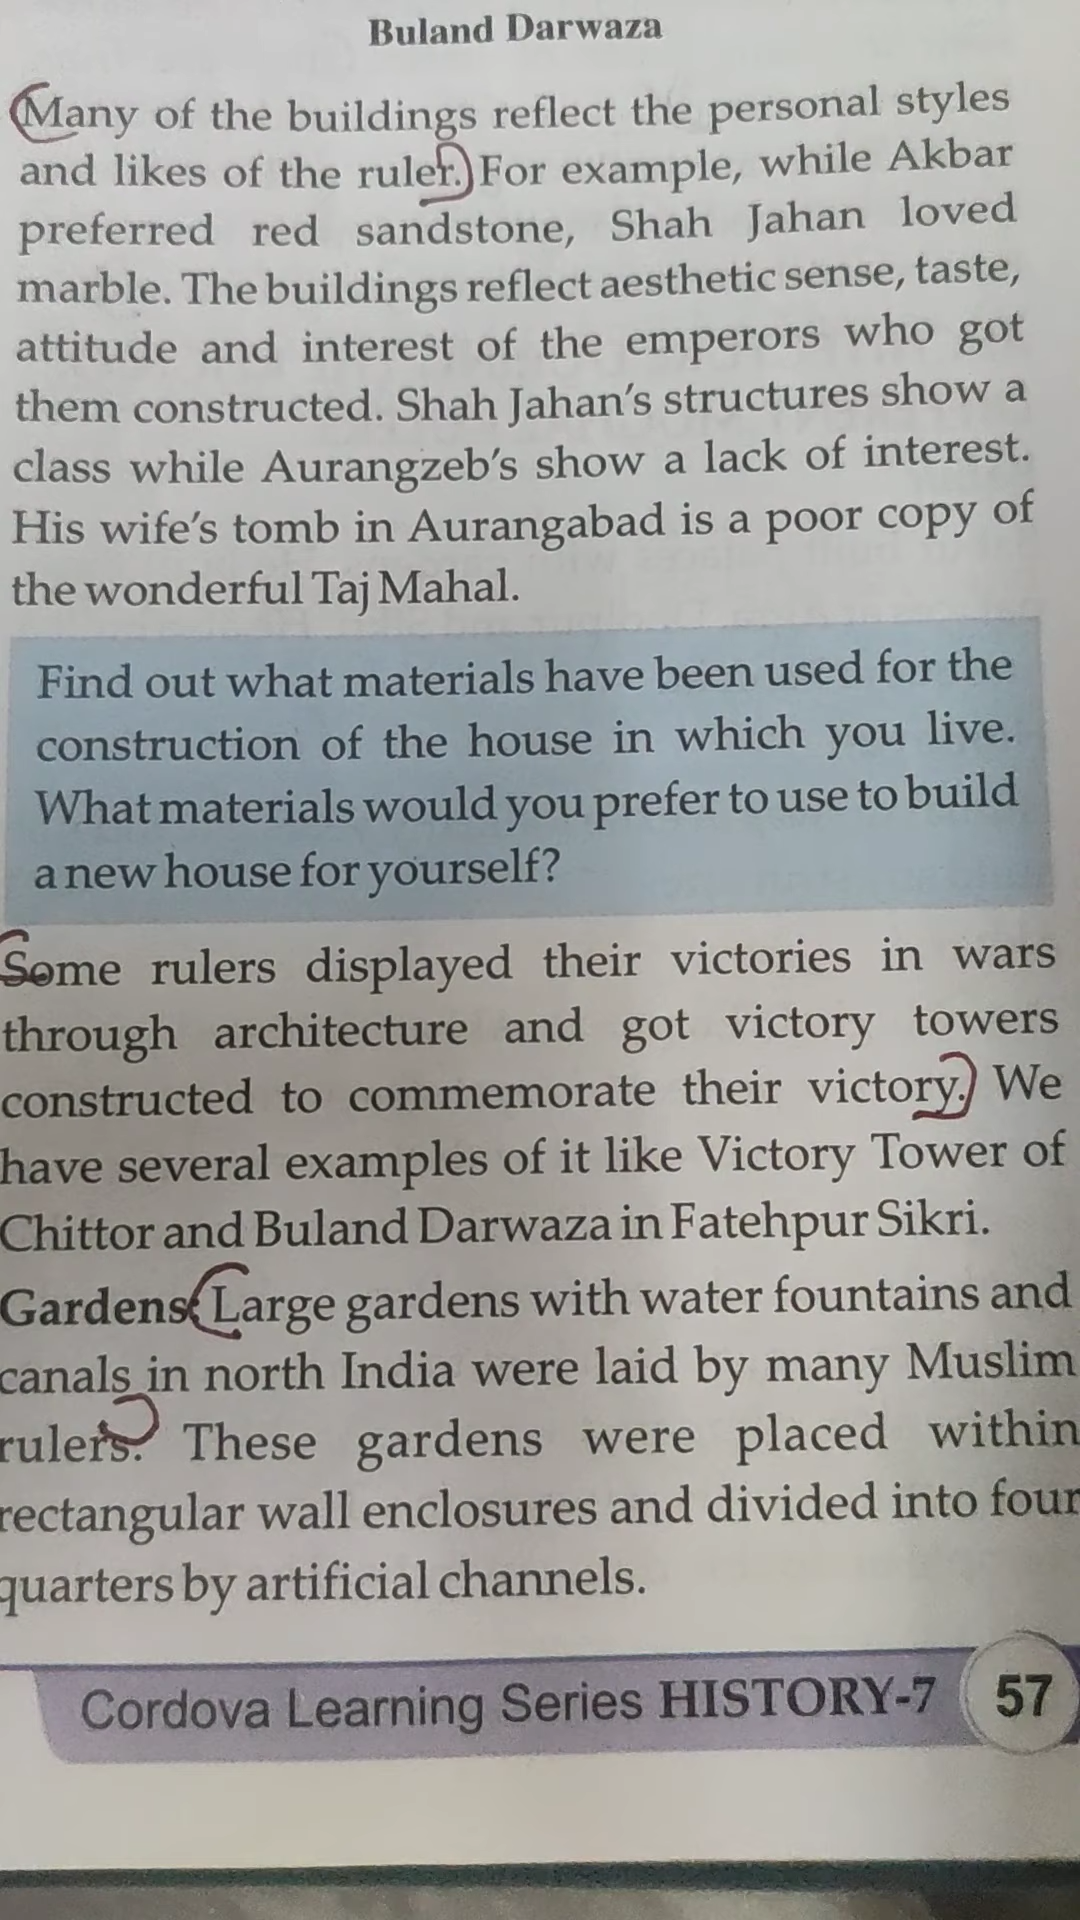 Buland Darwaza
Many of the buildings reflect the personal styles
and likes of the ruler. For example, while Akbar
preferred red sandstone, Shah Jahan loved
marble. The buildings reflect aesthetic sense, taste,
attitude and interest of the emperors who got
them constructed. Shah Jahan's structures show a
class while Aurangzeb's show a lack of interest.
His wife's tomb in Aurangabad is a poor copy of
the wonderful Taj Mahal.
Find out what materials have been used for the
construction of the house in which you live.
What materials would you prefer to use to build
a new house for yourself?
Some rulers displayed their victories in wars
through architecture and got victory towers
constructed to commemorate their victory. We
have several examples of it like Victory Tower of
Chittor and Buland Darwaza in Fatehpur Sikri.
Gardens: Large gardens with water fountains and
canals in north India were laid by many Muslim
rulers. These gardens were placed within
rectangular wall enclosures and divided into four
quarters by artificial channels.
Cordova Learning Series HISTORY-7 57